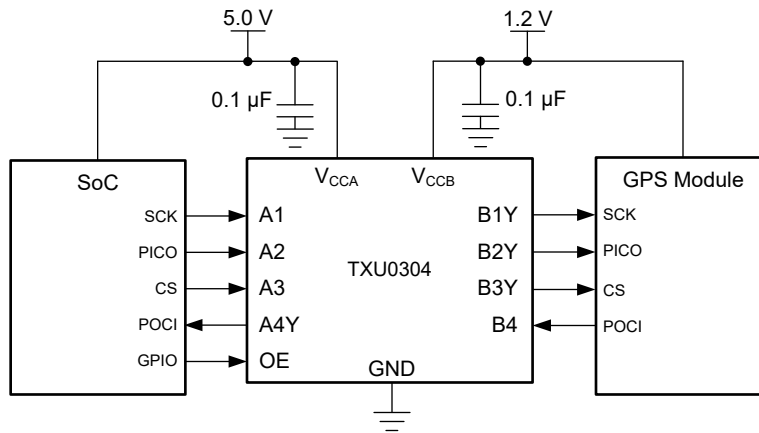 5.0 V
1.2 V
0.1 µF
0.1 µF
SoC
VCCA
VCCB
GPS Module
SCK
A1
B1Y
SCK
PICO
A2
B2Y
PICO
TXU0304
CS
A3
B3Y
CS
POCI
A4Y
B4
POCI
GPIO
OE
GND